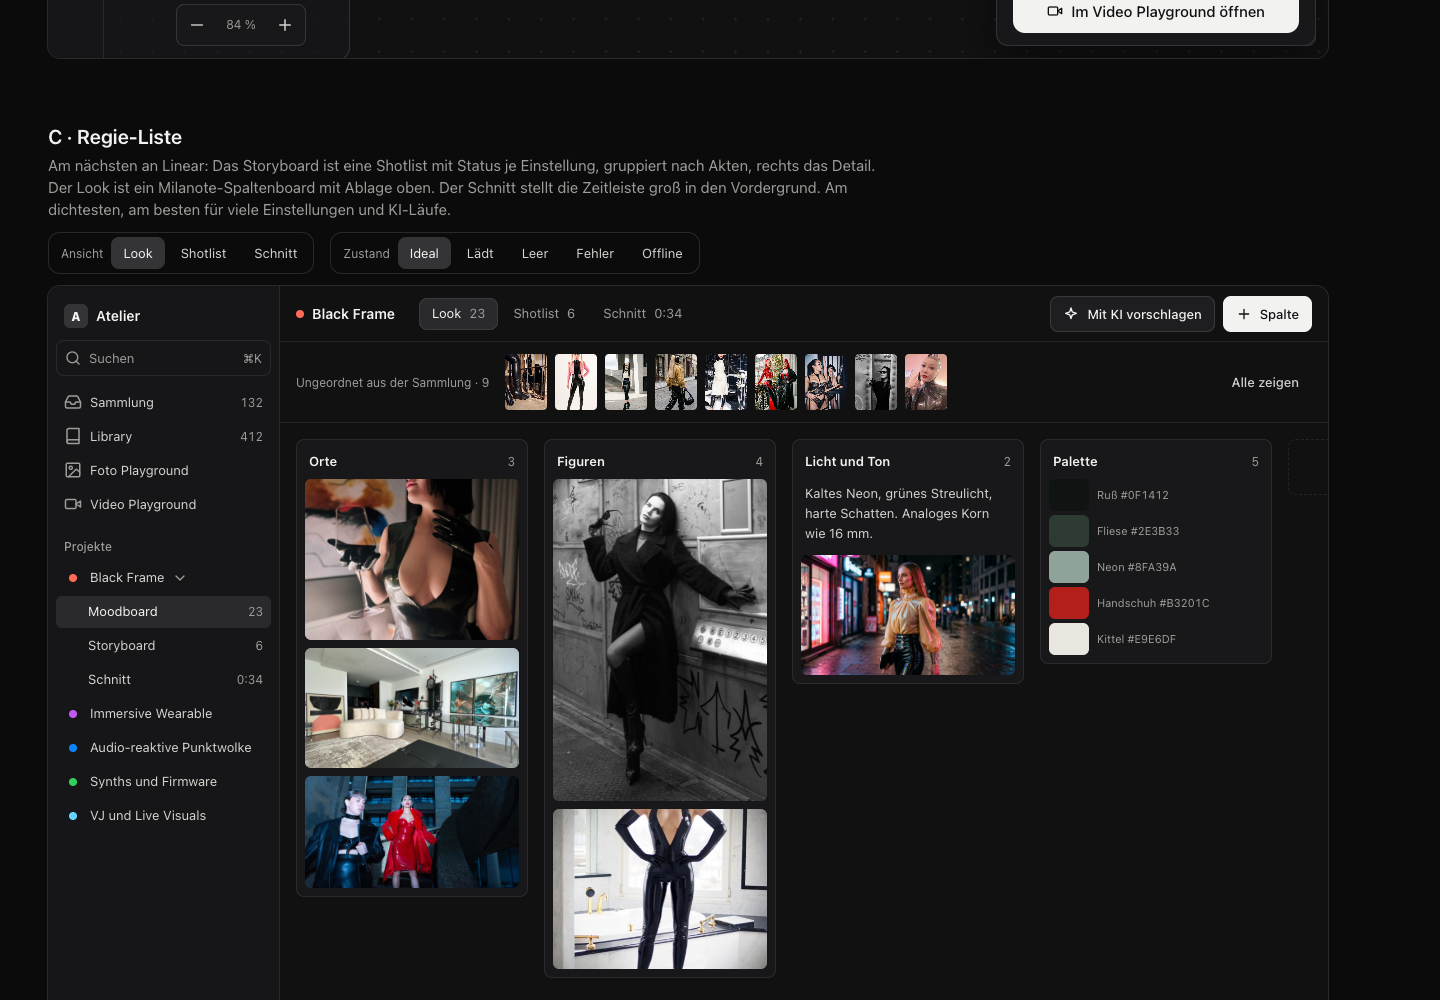 84 %
Im Video Playground öffnen
C · Regie-Liste
Am nächsten an Linear: Das Storyboard ist eine Shotlist mit Status je Einstellung, gruppiert nach Akten, rechts das Detail.
Der Look ist ein Milanote-Spaltenboard mit Ablage oben. Der Schnitt stellt die Zeitleiste groß in den Vordergrund. Am
dichtesten, am besten für viele Einstellungen und KI-Läufe.
Ansicht Look Shotlist Schnitt
Zustand Ideal Lädt Leer Fehler Offline
A Atelier
Suchen ⌘K
Sammlung 132
Library 412
Foto Playground
Video Playground
Projekte
Black Frame
Moodboard 23
Storyboard 6
Schnitt 0:34
Immersive Wearable
Audio-reaktive Punktwolke
Synths und Firmware
VJ und Live Visuals
Black Frame Look 23 Shotlist 6 Schnitt 0:34
Mit KI vorschlagen
Spalte
Ungeordnet aus der Sammlung · 9
Alle zeigen
Orte 3
Figuren 4
Licht und Ton 2
Kaltes Neon, grünes Streulicht,
harte Schatten. Analoges Korn
wie 16 mm.
Palette 5
Ruß #0F1412
Fliese #2E3B33
Neon #8FA39A
Handschuh #B3201C
Kittel #E9E6DF